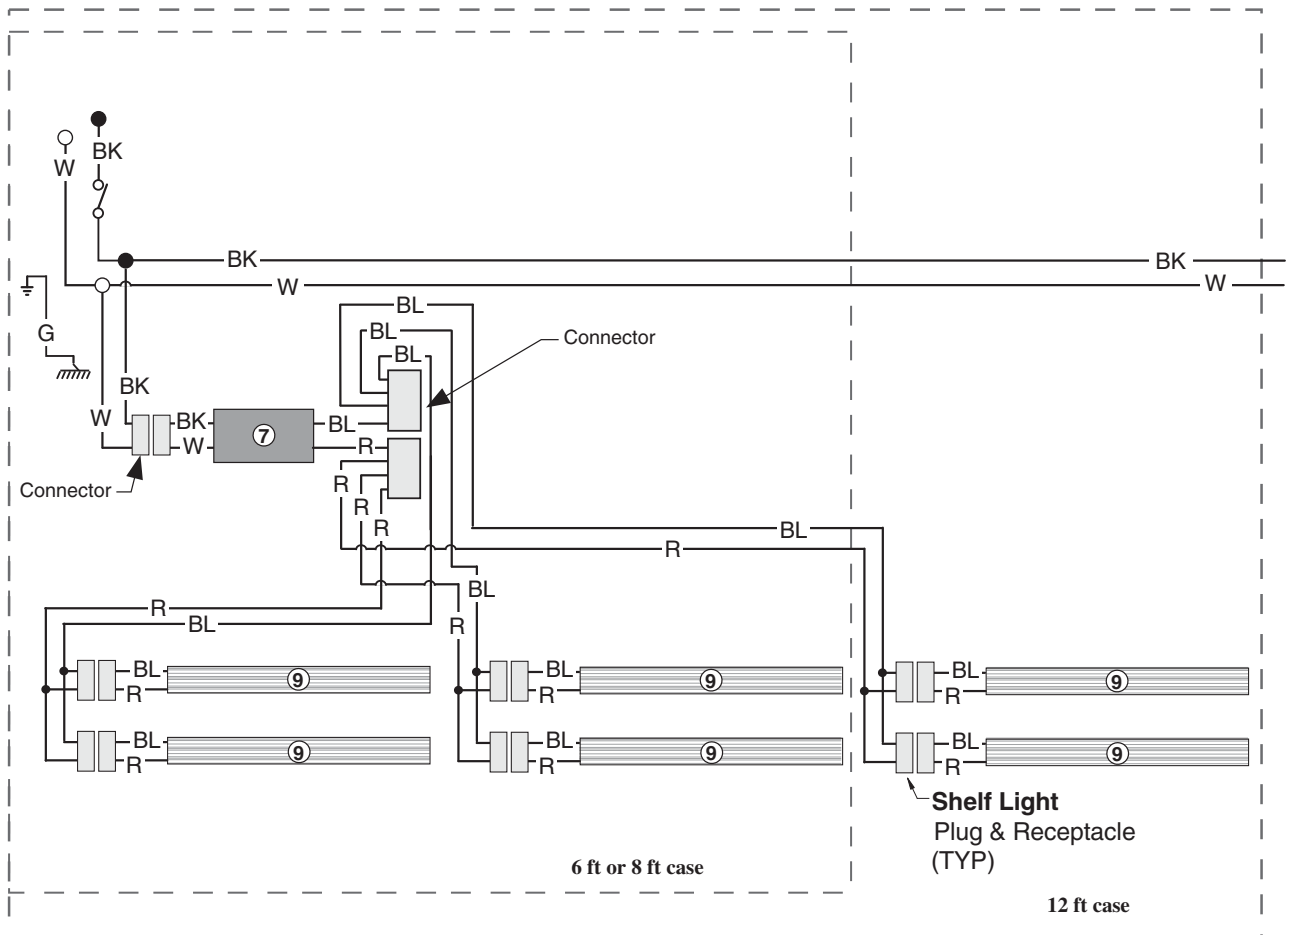 BK
W
BK
BK
W
W
BL
BL
Connector
G
BL
BK
W
BK
BL
7
W
R
Connector
R
R
R
BL
R
BL
R
R
BL
BL
9
R
BL
9
R
BL
9
R
BL
9
R
BL
9
R
BL
9
R
Shelf Light
Plug & Receptacle
(TYP)
6 ft or 8 ft case
12 ft case